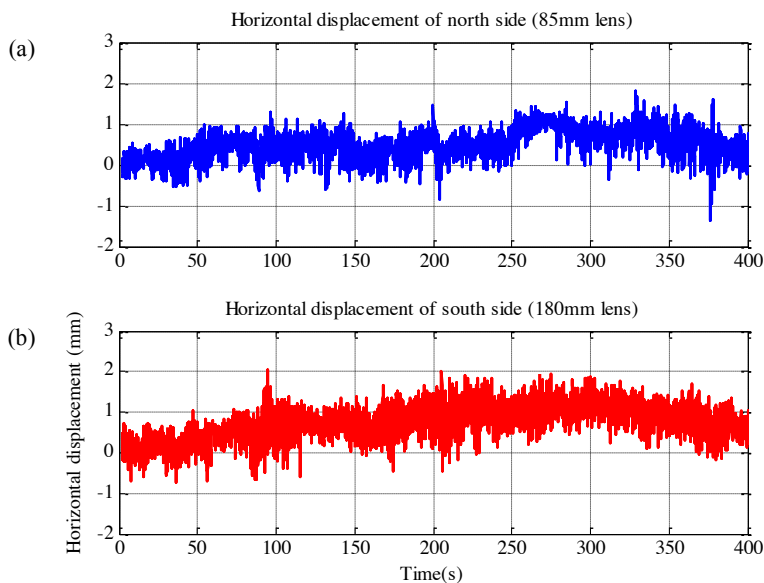 Horizontal displacement of north side (85mm lens)
(a)
3
2
1
0
-1
-2
0 50 100 150 200 250 300 350 400
Horizontal displacement of south side (180mm lens)
(b)
Horizontal displacement (mm)
3
2
1
0
-1
-2
0 50 100 150 200 250 300 350 400
Time(s)